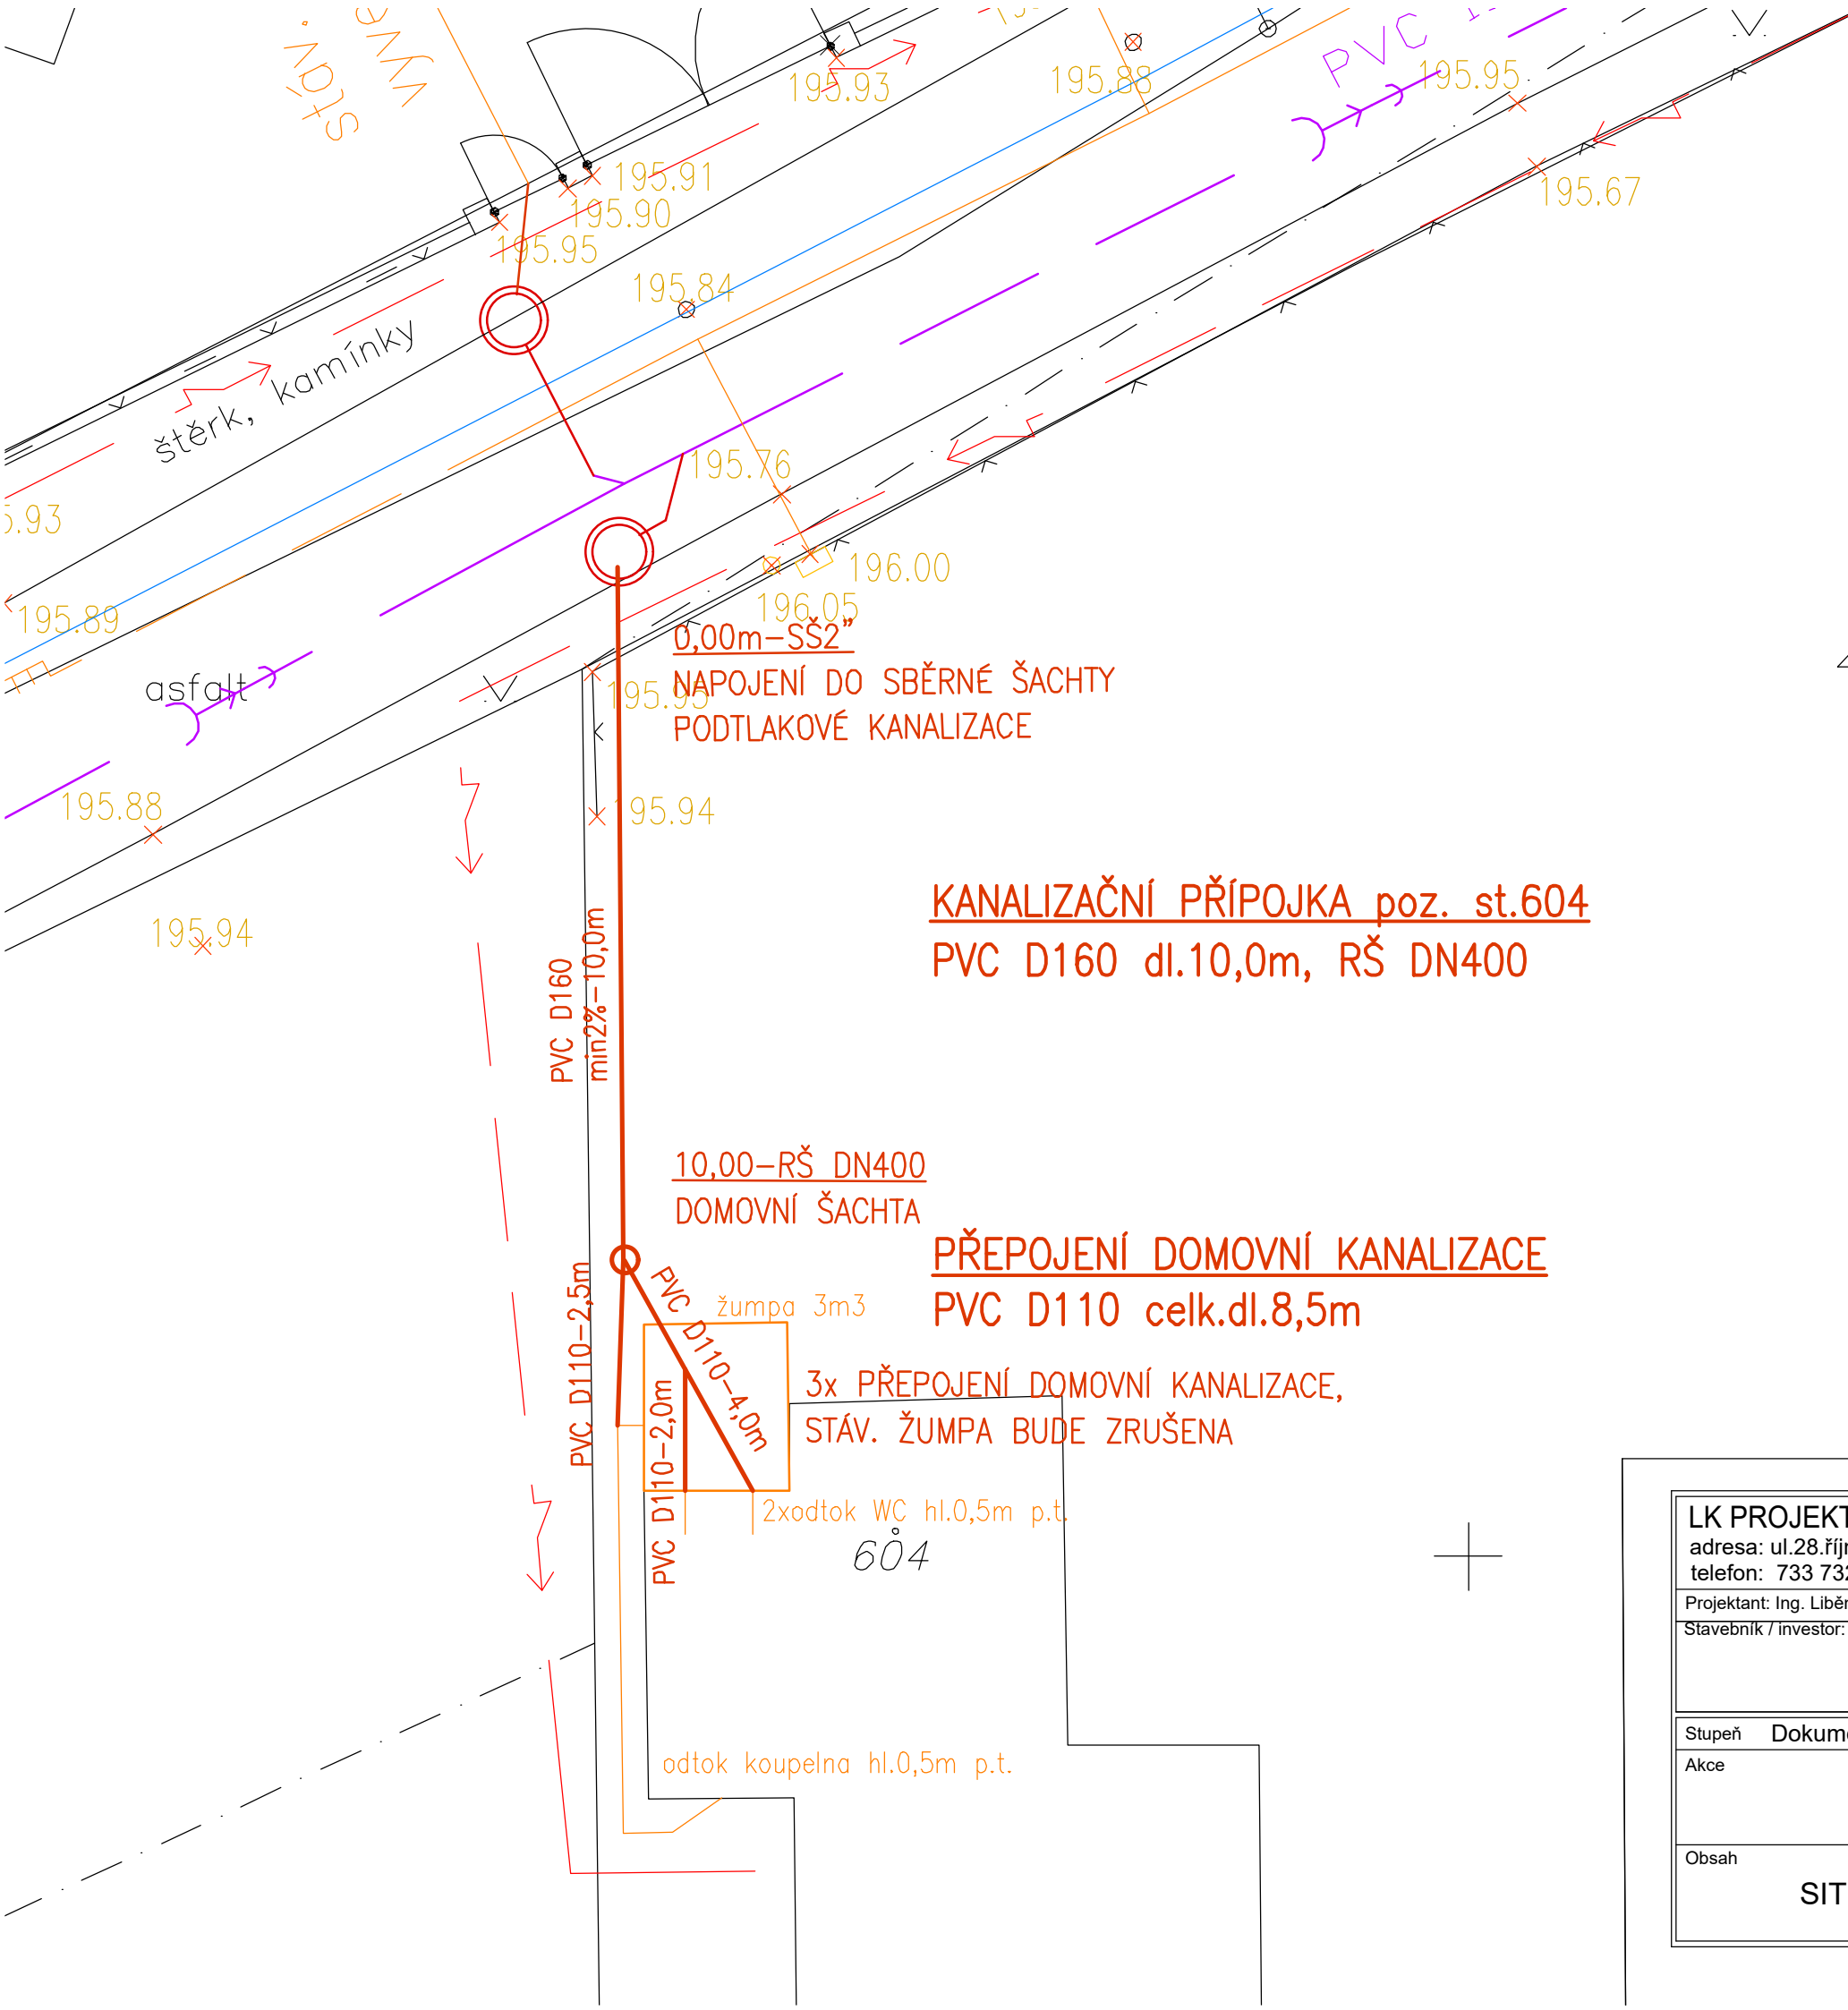 stáv.
195.93
195.88
195.95
195.91
195.90
195.95
195.67
195.84
štěrk, kamínky
195.76
196.00
196.05
195.89
asfalt
0,00m-SŠ2"
NAPOJENÍ DO SBĚRNÉ ŠACHTY
PODTLAKOVÉ KANALIZACE
195.95
195.88
195.94
195.94
KANALIZAČNÍ PŘÍPOJKA poz. st.604
PVC D160 dl.10,0m, RŠ DN400
PVC D160
min2%-10,0m
10,00-RŠ DN400
DOMOVNÍ ŠACHTA
PŘEPOJENÍ DOMOVNÍ KANALIZACE
PVC D110 celk.dl.8,5m
žumpa 3m3
PVC D110-2,5m
PVC D110-4,0m
PVC D110-2,0m
3x PŘEPOJENÍ DOMOVNÍ KANALIZACE,
STÁV. ŽUMPA BUDE ZRUŠENA
2xodtok WC hl.0,5m p.t.
604
odtok koupelna hl.0,5m p.t.
LK PROJEKT
adresa: ul.28.říj
telefon: 733 73
Projektant: Ing. Libě
Stavebník / investor:
Stupeň Dokum
Akce
Obsah
SIT